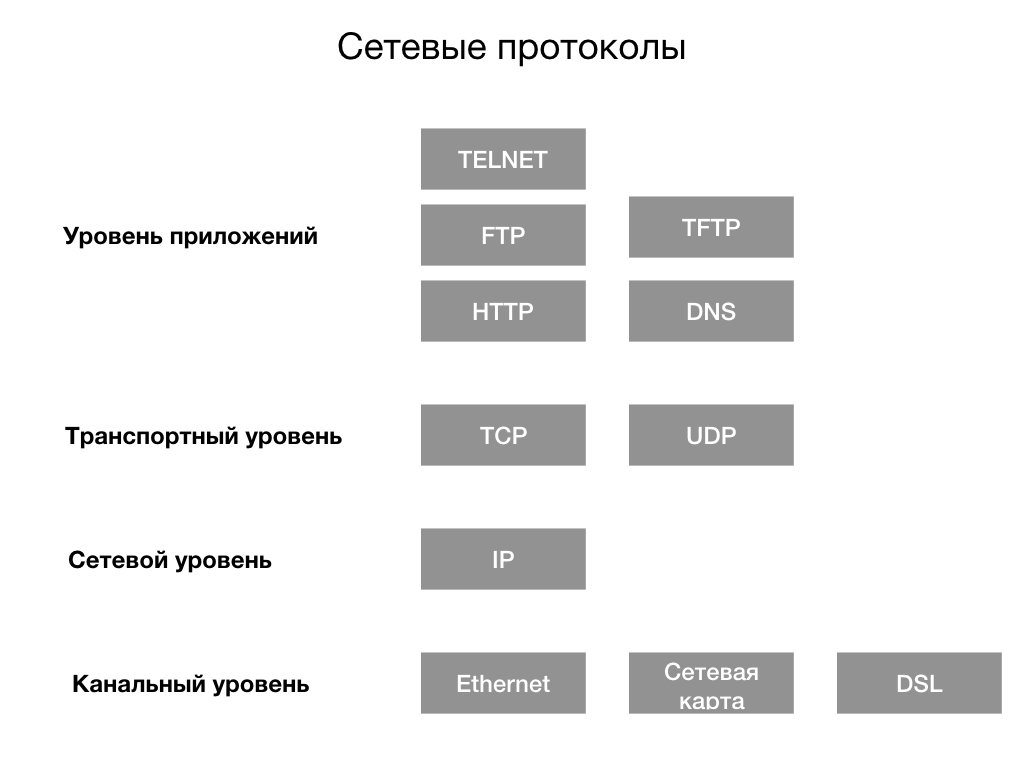 Сетевые протоколы
TELNET
Уровень приложений
FTP
TFTP
HTTP
DNS
Транспортный уровень
TCP
UDP
Сетевой уровень
IP
Канальный уровень
Ethernet
Сетевая
карта
DSL